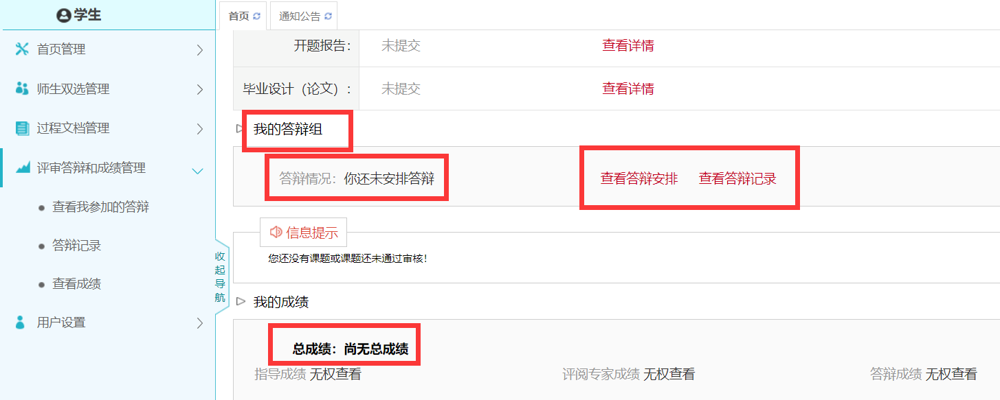 学生
首页管理
师生双选管理
过程文档管理
评审答辩和成绩管理
查看我参加的答辩
答辩记录
查看成绩
用户设置
收起导航
首页 通知公告
开题报告: 未提交 查看详情
毕业设计（论文）: 未提交 查看详情
我的答辩组
答辩情况: 你还未安排答辩 查看答辩安排 查看答辩记录
信息提示
您还没有课题或课题还未通过审核！
我的成绩
总成绩：尚无总成绩
指导成绩 无权查看 评阅专家成绩 无权查看 答辩成绩 无权查看